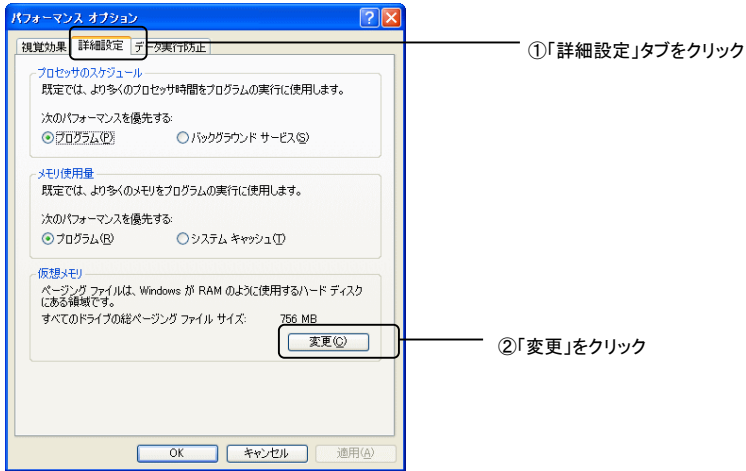 パフォーマンス オプション
視覚効果 詳細設定 データ実行防止
①「詳細設定」タブをクリック
プロセッサのスケジュール
既定では、より多くのプロセッサ時間をプログラムの実行に使用します。
次のパフォーマンスを優先する:
プログラム(P) バックグラウンド サービス(S)
メモリ使用量
既定では、より多くのメモリをプログラムの実行に使用します。
次のパフォーマンスを優先する:
プログラム(R) システム キャッシュ(T)
仮想メモリ
ページング ファイルは、Windows が RAM のように使用するハード ディスク
にある領域です。
すべてのドライブの総ページング ファイル サイズ: 756 MB
変更(C)
②「変更」をクリック
OK キャンセル 適用(A)